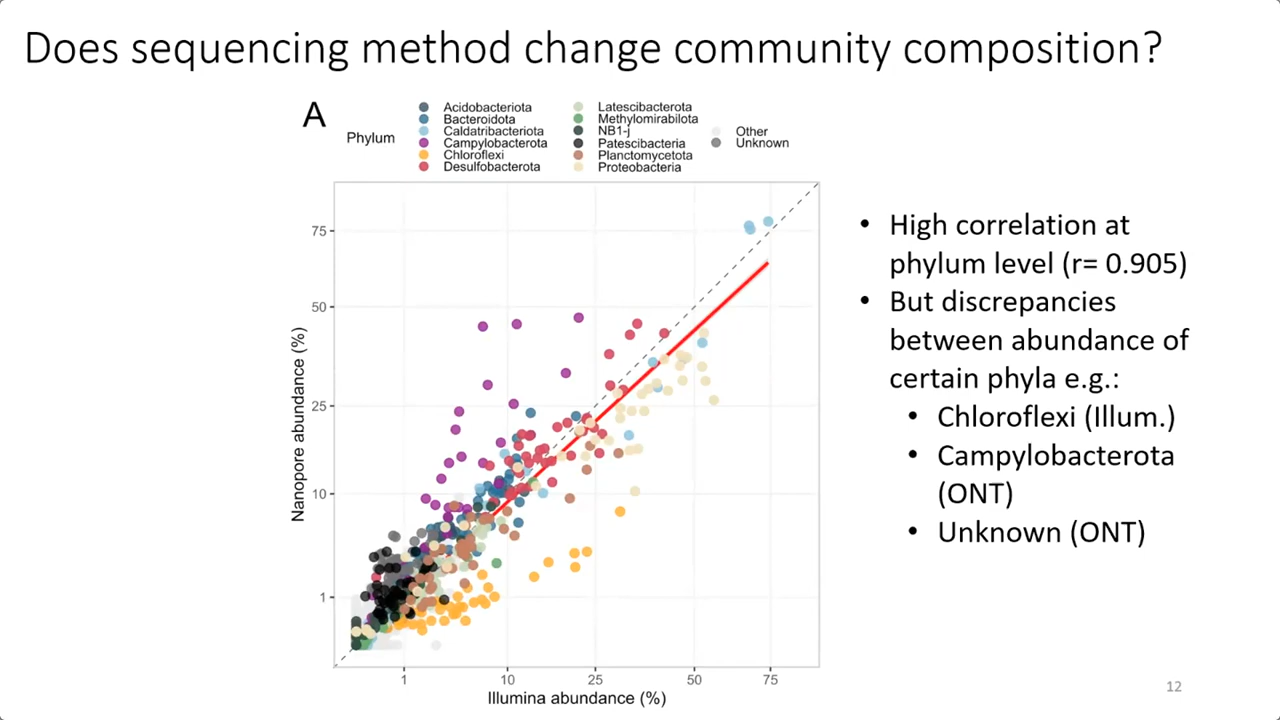 Does sequencing method change community composition?
A
Phylum
Acidobacteriota
Bacteroidota
Caldatribacteriota
Campylobacterota
Chloroflexi
Desulfobacterota
Latescibacterota
Methylomirabilota
NB1-j
Patescibacteria
Planctomycetota
Proteobacteria
Other
Unknown
Nanopore abundance (%)
75
50
25
10
1
1
10
25
50
75
Illumina abundance (%)
• High correlation at
phylum level (r= 0.905)
• But discrepancies
between abundance of
certain phyla e.g.:
• Chloroflexi (Illum.)
• Campylobacterota
(ONT)
• Unknown (ONT)
12